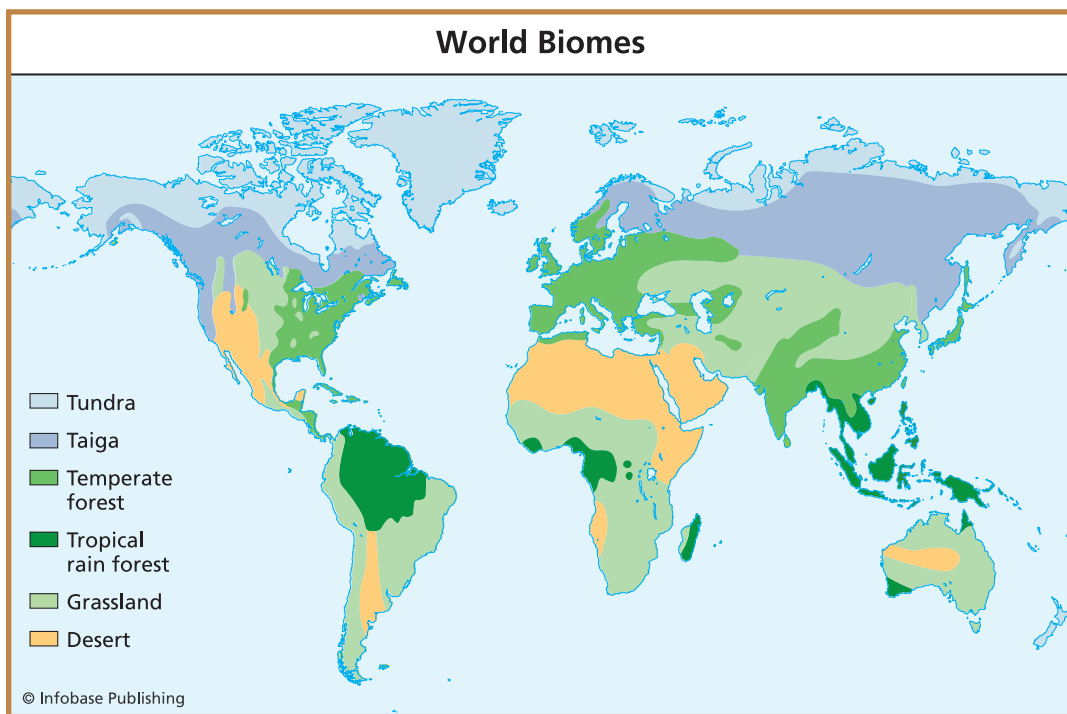 World Biomes
Tundra
Taiga
Temperate
forest
Tropical
rain forest
Grassland
Desert
© Infobase Publishing